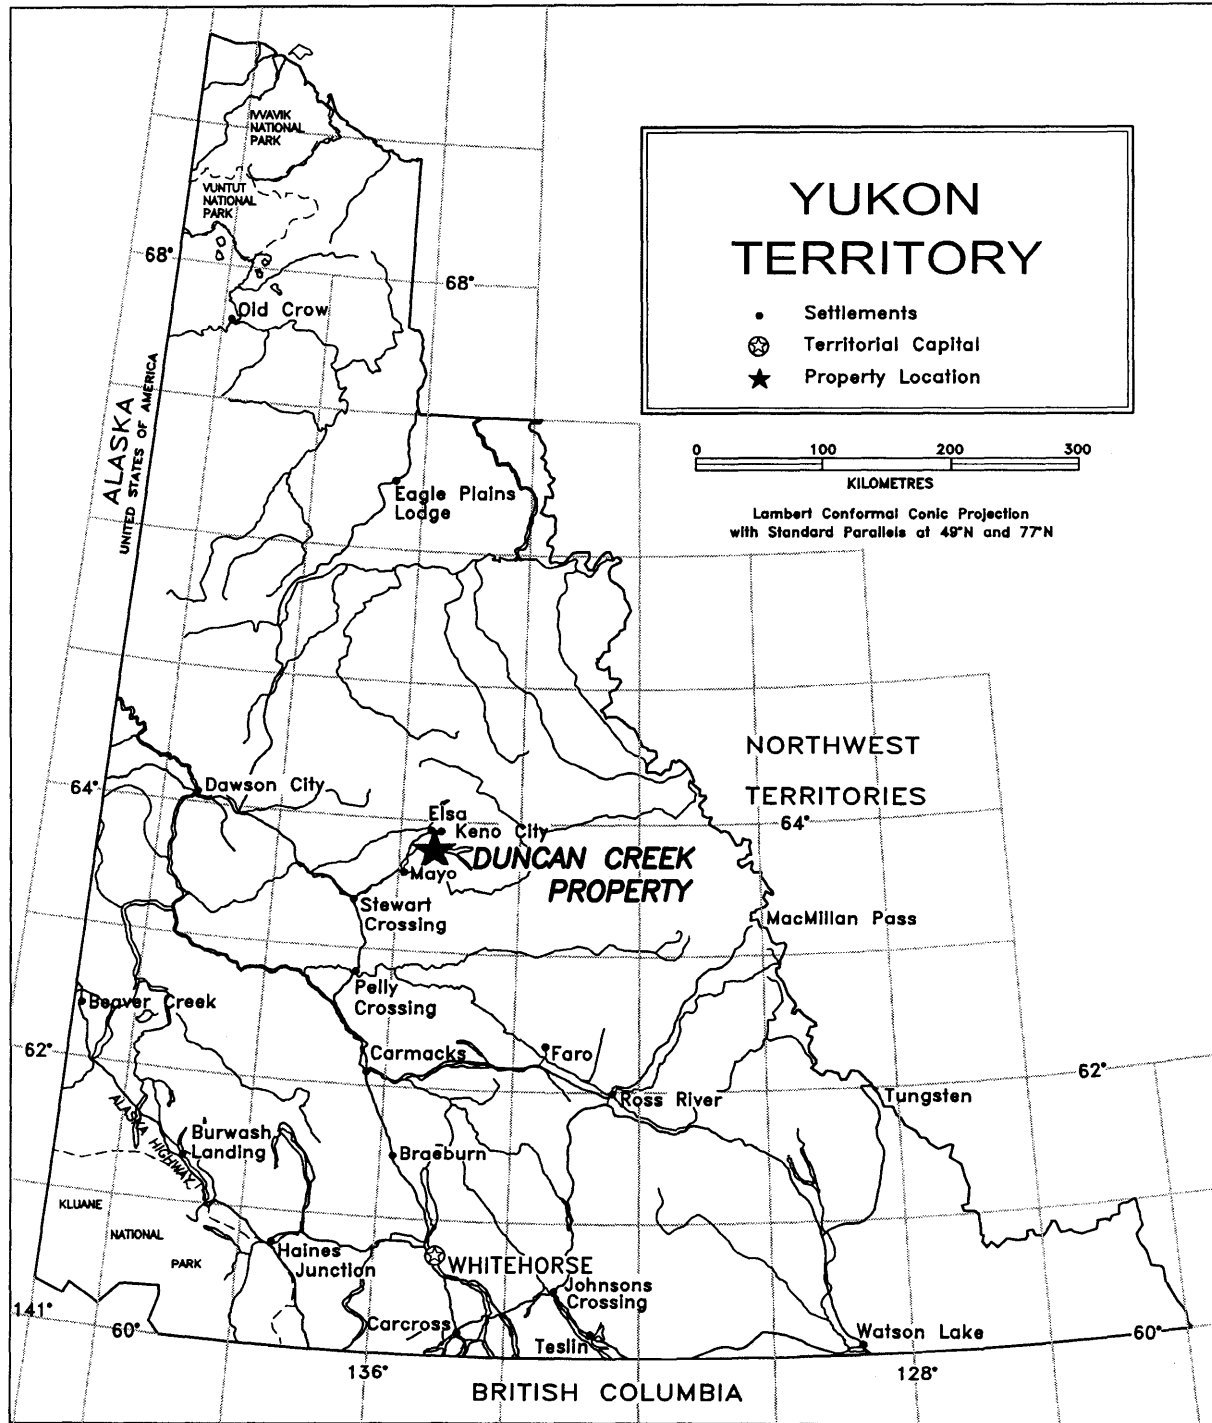 YUKON
TERRITORY
Settlements
Territorial Capital
Property Location
0 100 200 300
KILOMETRES
Lambert Conformal Conic Projection
with Standard Parallels at 49°N and 77°N
IVVAVIK
NATIONAL
PARK
VUNTUT
NATIONAL
PARK
68°
68°
Old Crow
ALASKA
UNITED STATES OF AMERICA
Eagle Plains
Lodge
NORTHWEST
TERRITORIES
64°
Dawson City
64°
Elsa
Keno City
DUNCAN CREEK
PROPERTY
Mayo
Stewart
Crossing
MacMillan Pass
Pelly
Crossing
Beaver Creek
62°
Carmacks
Faro
62°
Ross River
Tungsten
ALASKA HIGHWAY
Burwash
Landing
Braeburn
KLUANE
NATIONAL
PARK
Haines
Junction
WHITEHORSE
Johnsons
Crossing
141°
60°
Carcross
Teslin
Watson Lake
60°
136°
128°
BRITISH COLUMBIA